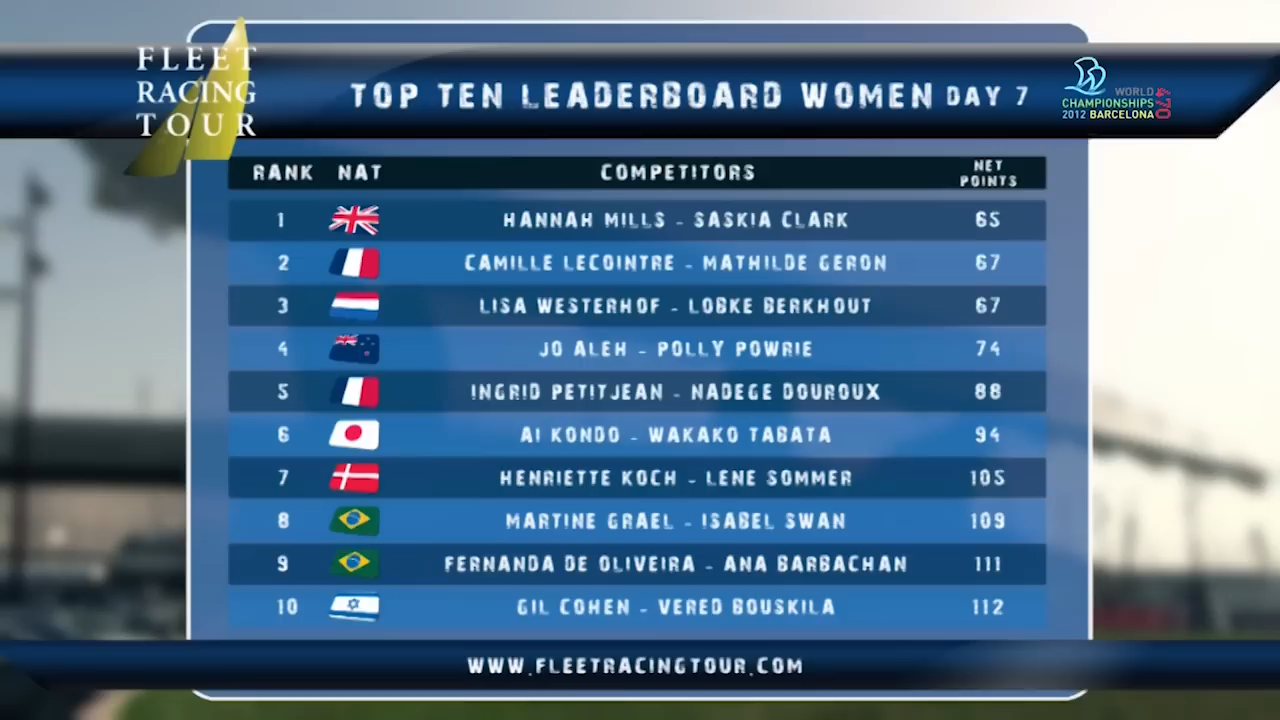 FLEET
RACING
TOUR
TOP TEN LEADERBOARD WOMEN DAY 7
WORLD
CHAMPIONSHIPS
2012 BARCELONA
470
RANK NAT COMPETITORS NET POINTS
1 HANNAH MILLS - SASKIA CLARK 65
2 CAMILLE LECOINTRE - MATHILDE GERON 67
3 LISA WESTERHOF - LOBKE BERKHOUT 67
4 JO ALEH - POLLY POWRIE 74
5 INGRID PETITJEAN - NADEGE DOUROUX 88
6 AI KONDO - WAKAKO TABATA 94
7 HENRIETTE KOCH - LENE SOMMER 105
8 MARTINE GRAEL - ISABEL SWAN 109
9 FERNANDA DE OLIVEIRA - ANA BARBACHAN 111
10 GIL COHEN - VERED BOUSKILA 112
WWW.FLEETRACINGTOUR.COM